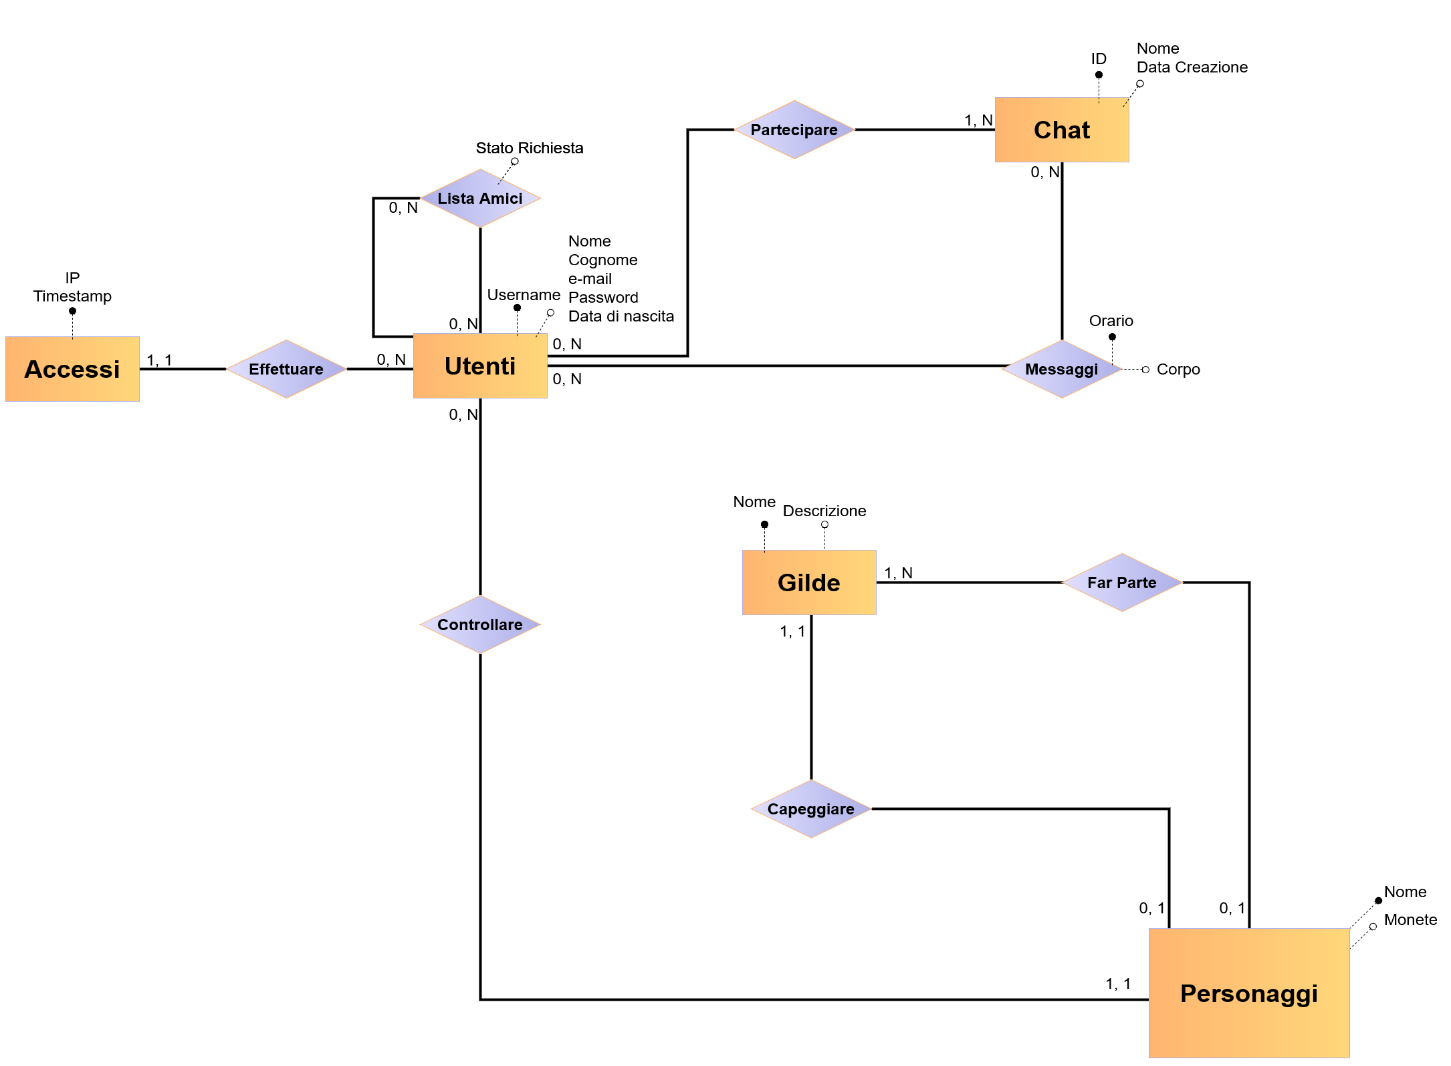 Nome
Data Creazione
ID
Chat
1, N
0, N
Partecipare
Stato Richiesta
Lista Amici
0, N
0, N
Nome
Cognome
e-mail
Password
Data di nascita
Username
Utenti
0, N
0, N
0, N
0, N
IP
Timestamp
Accessi
1, 1
Effettuare
Orario
Messaggi
Corpo
Nome
Descrizione
Gilde
1, N
1, 1
Far Parte
Controllare
Capeggiare
0, 1
0, 1
1, 1
Nome
Monete
Personaggi